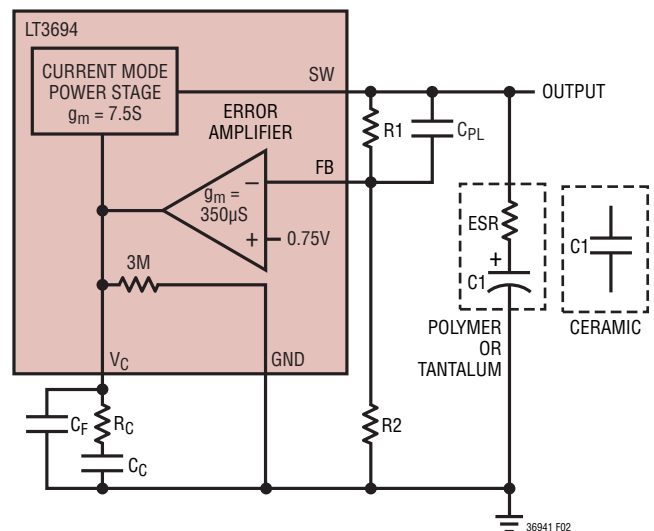 LT3694
CURRENT MODE
POWER STAGE
gm = 7.5S
SW
OUTPUT
ERROR
AMPLIFIER
R1
CPL
FB
gm =
350µS
–
+
0.75V
3M
ESR
+
C1
C1
POLYMER
OR
TANTALUM
CERAMIC
VC
GND
CF
RC
CC
R2
36941 F02